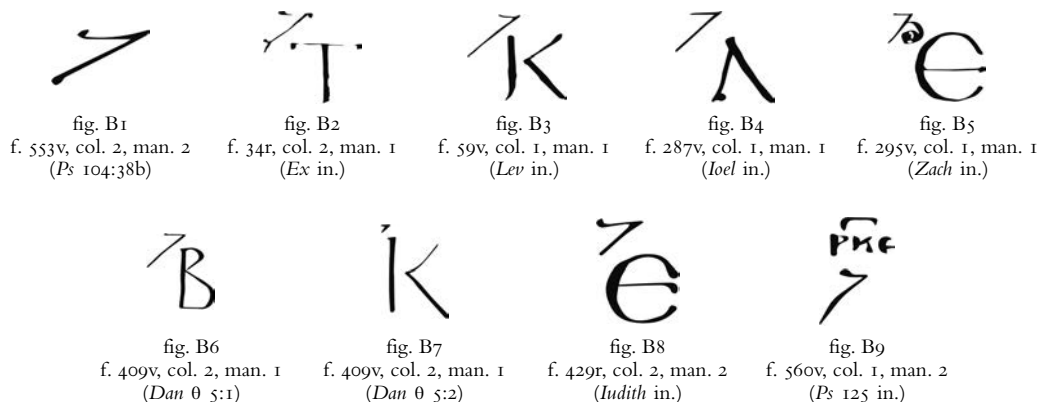 Τ Κ Λ Є
fig. B1 fig. B2 fig. B3 fig. B4 fig. B5
f. 553v, col. 2, man. 2 f. 34r, col. 1, man. 1 f. 59v, col. 1, man. 1 f. 287v, col. 1, man. 1 f. 295v, col. 1, man. 1
(Ps 104:38b) (Ex in.) (Lev in.) (Ioel in.) (Zach in.)
Β Κ Є ΡΚЄ
fig. B6 fig. B7 fig. B8 fig. B9
f. 409v, col. 2, man. 1 f. 409v, col. 2, man. 1 f. 429r, col. 2, man. 2 f. 560v, col. 1, man. 2
(Dan θ 5:1) (Dan θ 5:2) (Iudith in.) (Ps 125 in.)